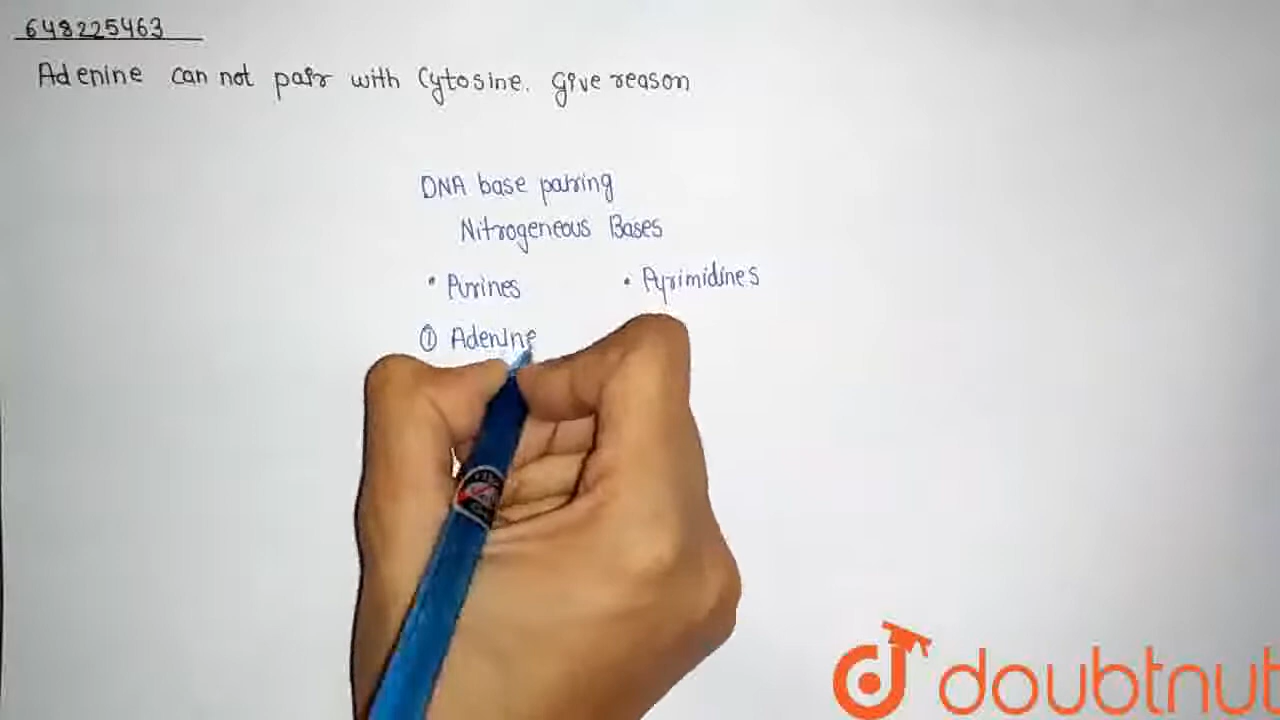 648225463
Adenine can not pair with Cytosine. Give reason
DNA base pairing
Nitrogeneous Bases
• Purines • Pyrimidines
① Adenine
doubtnut